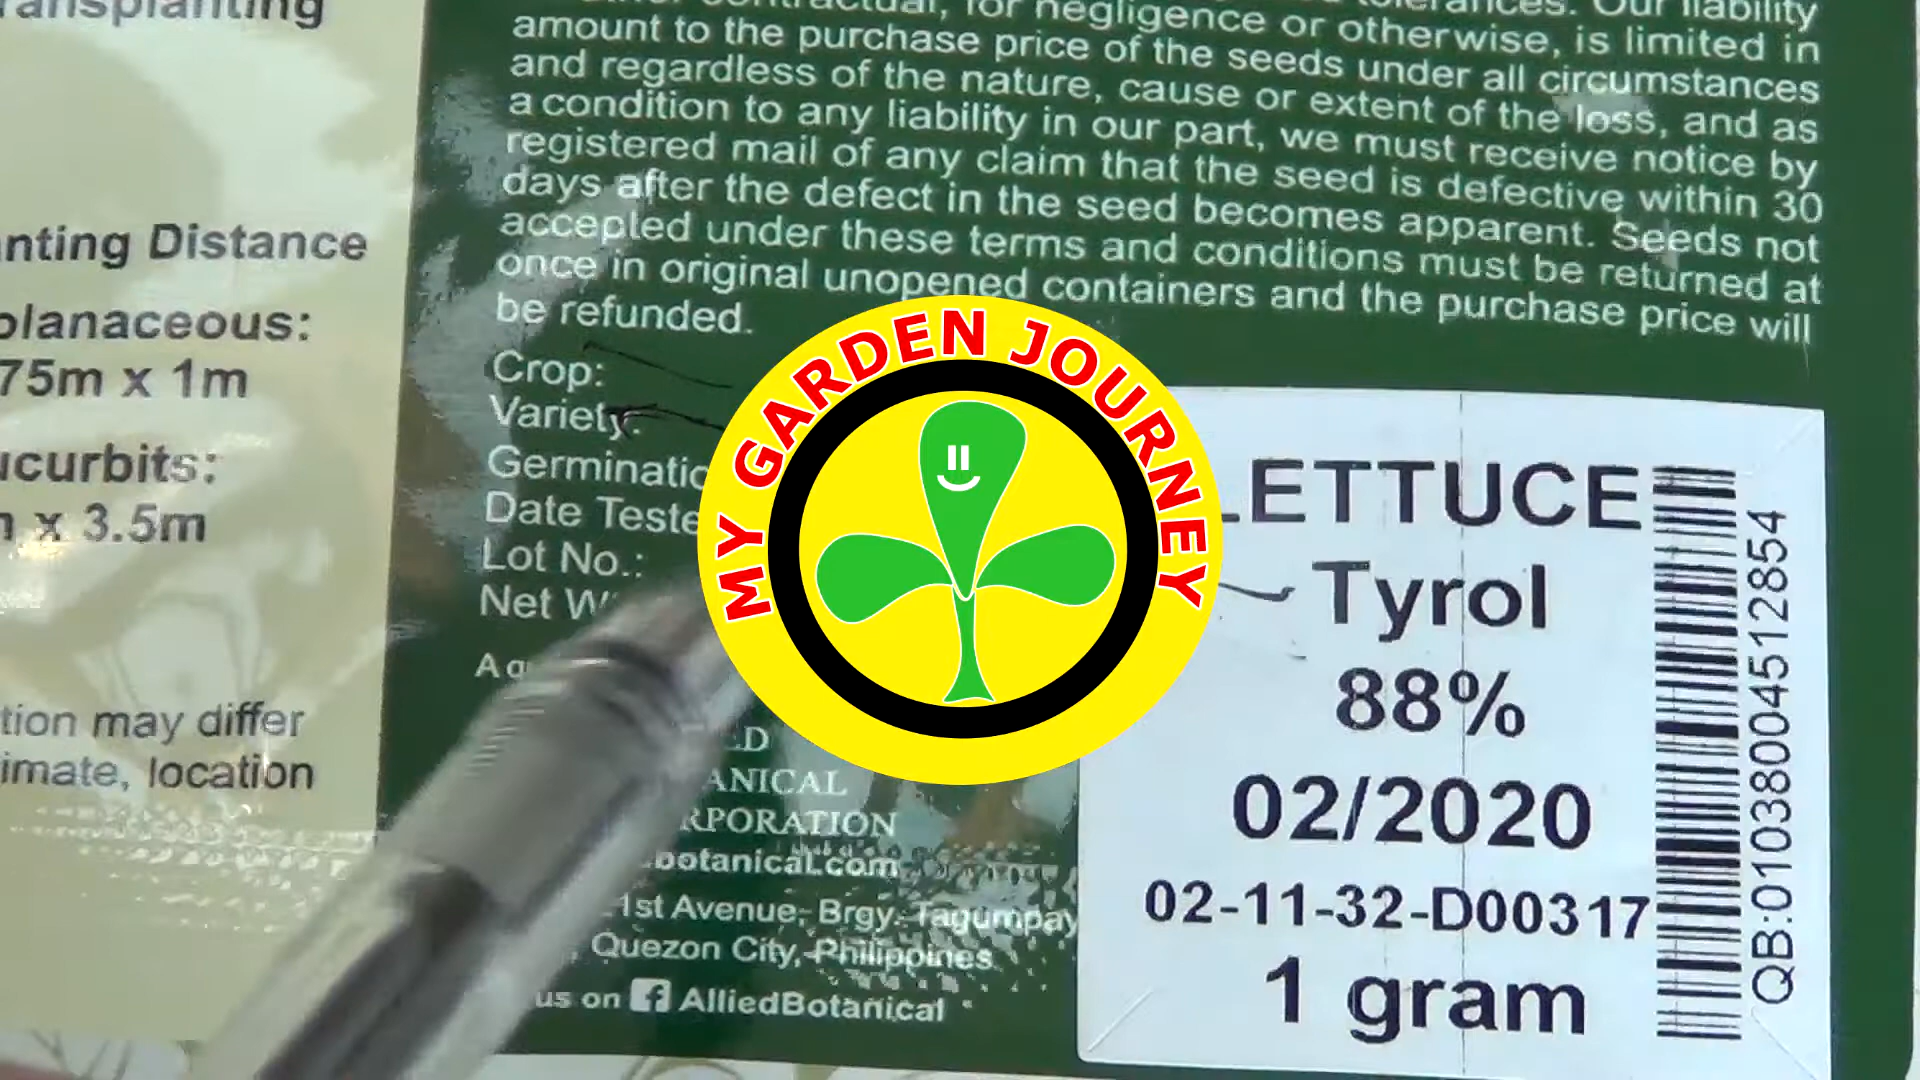 ransplanting
nting Distance
olanaceous:
75m x 1m
ucurbits:
x 3.5m
tion may differ
imate, location
contractual, for negligence or otherwise, is limited in
tolerances. Our liability
amount to the purchase price of the seeds under all circumstances
and regardless of the nature, cause or extent of the loss, and as
a condition to any liability in our part, we must receive notice by
registered mail of any claim that the seed is defective within 30
days after the defect in the seed becomes apparent. Seeds not
accepted under these terms and conditions must be returned at
once in original unopened containers and the purchase price will
be refunded.
Crop:
Variety:
Germinatio
Date Teste
Lot No.:
Net W
A q
LD
ANICAL
RPORATION
botanical.com
1st Avenue, Brgy. Tagumpay
Quezon City, Philippines
us on f AlliedBotanical
MY GARDEN JOURNEY
LETTUCE
Tyrol
88%
02/2020
02-11-32-D00317
1 gram
QB:01038004512854